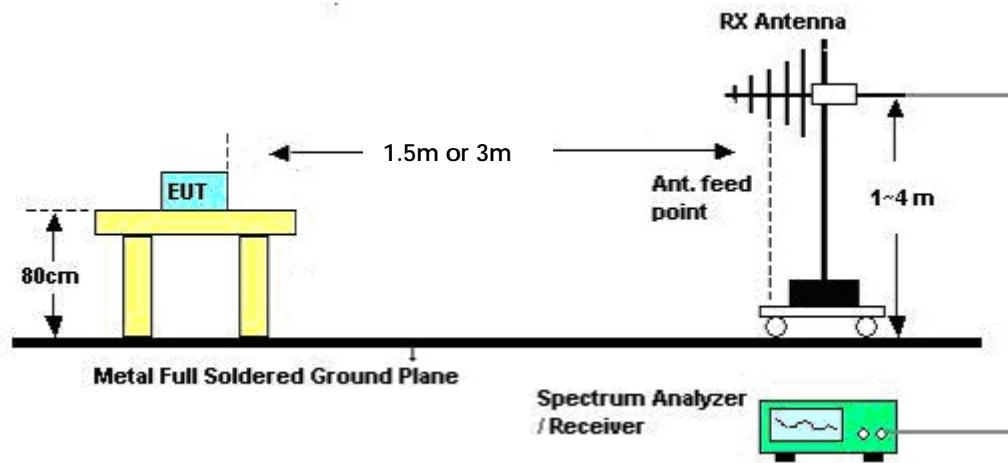 RX Antenna
1.5m or 3m
EUT
Ant. feed
point
1~4 m
80cm
Metal Full Soldered Ground Plane
Spectrum Analyzer
/ Receiver